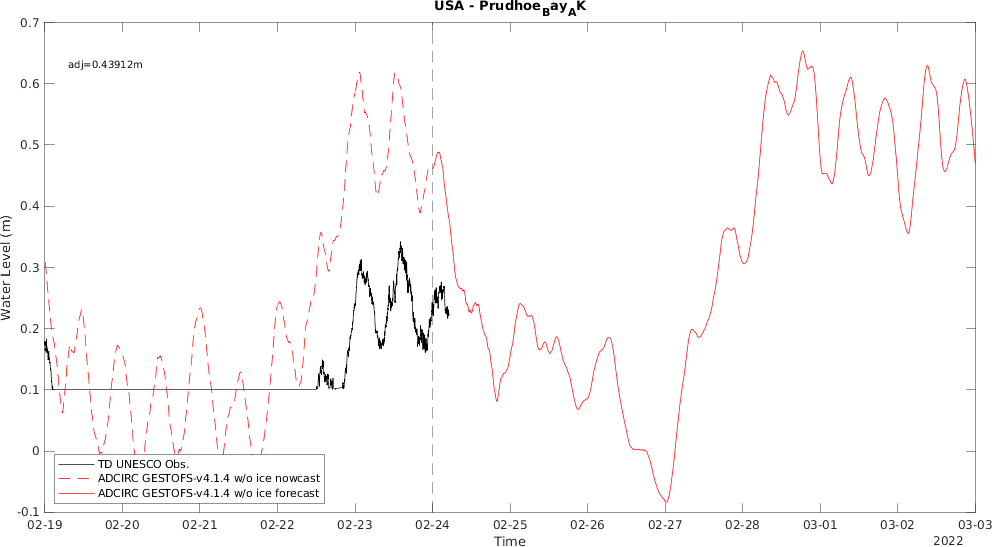 USA - PrudhoeBayAK
0.7
adj=0.43912m
0.6
0.5
0.4
0.3
0.2
0.1
0
-0.1
Water Level (m)
TD UNESCO Obs.
ADCIRC GESTOFS-v4.1.4 w/o ice nowcast
ADCIRC GESTOFS-v4.1.4 w/o ice forecast
02-19 02-20 02-21 02-22 02-23 02-24 02-25 02-26 02-27 02-28 03-01 03-02 03-03
Time
2022